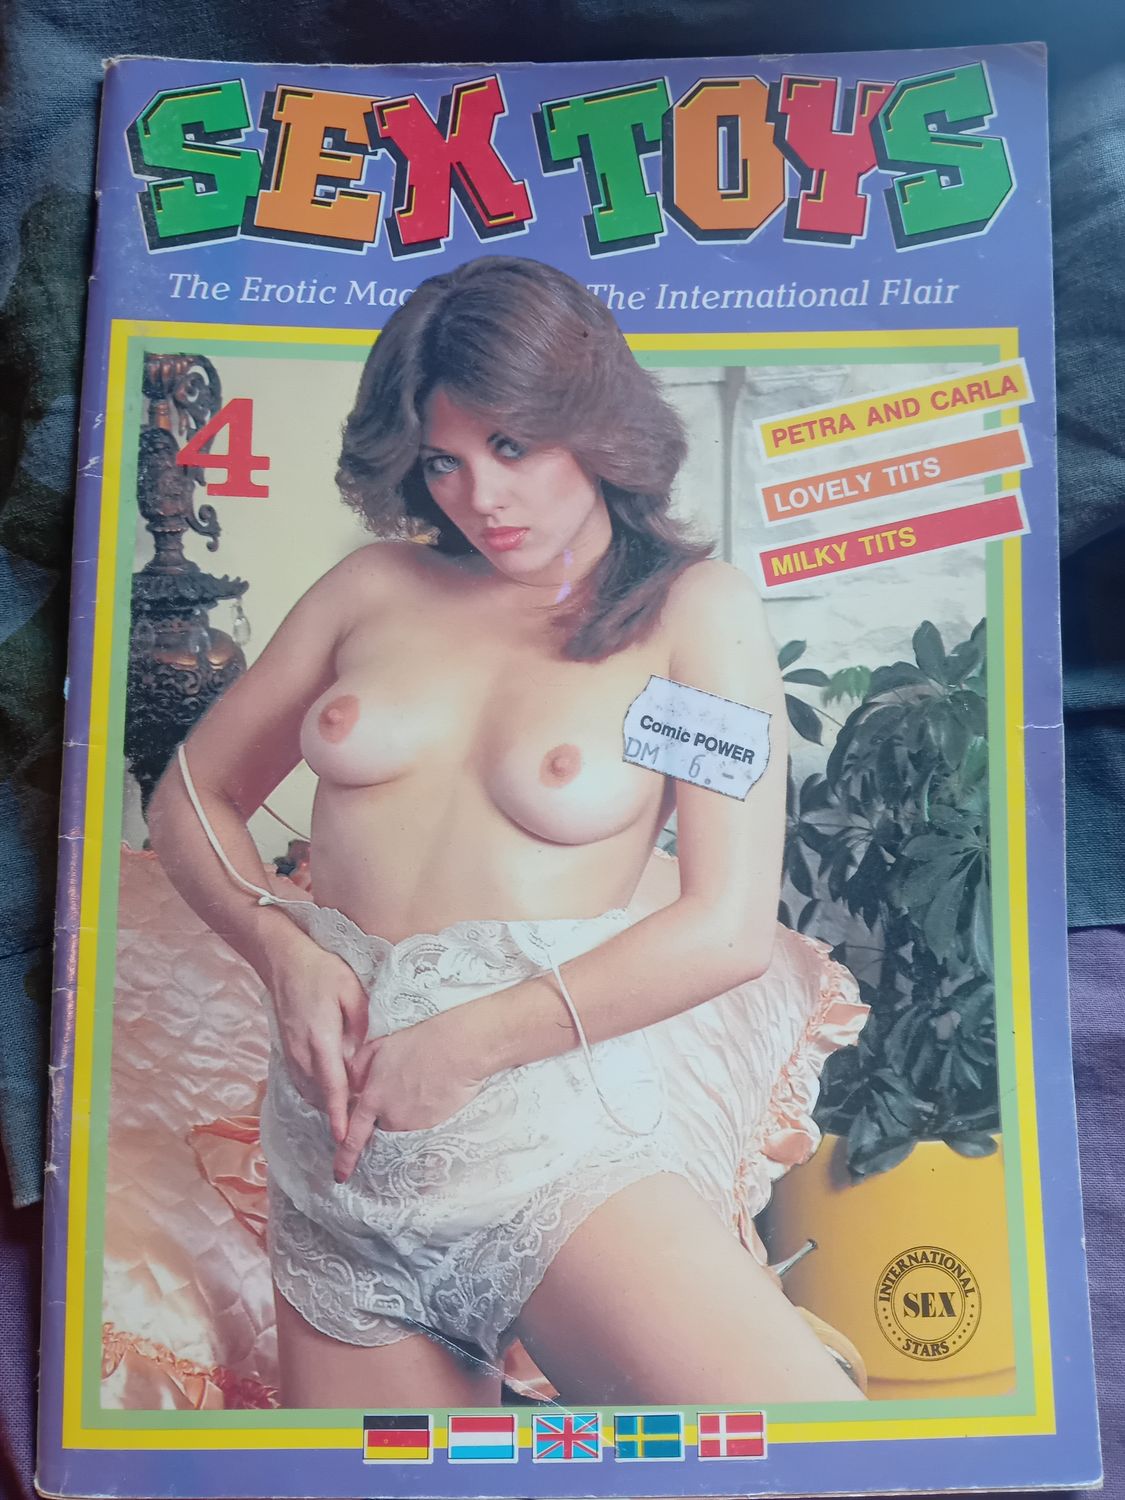 SEX TOYS
The Erotic The International Flair
4
PETRA AND CARLA
LOVELY TITS
MILKY TITS
Comic POWER
DM 6.-
INTERNATIONAL
SEX
STARS